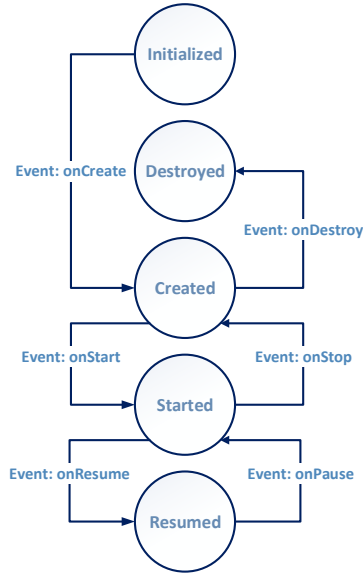 Initialized
Destroyed
Event: onCreate
Event: onDestroy
Created
Event: onStart
Event: onStop
Started
Event: onResume
Event: onPause
Resumed